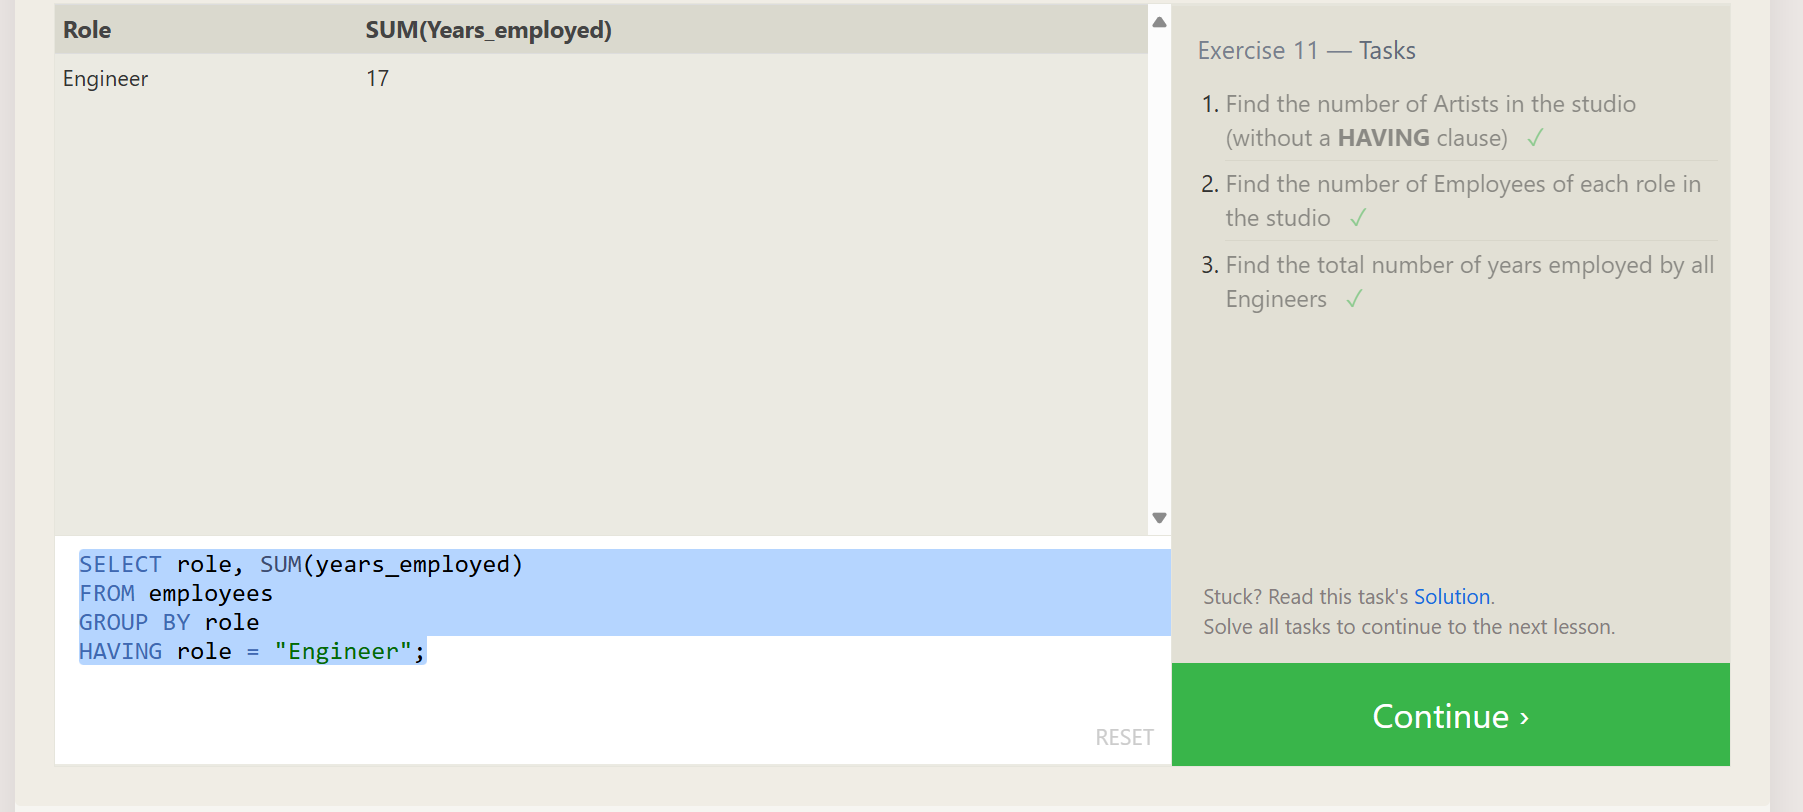 Role SUM(Years_employed)
Engineer 17
SELECT role, SUM(years_employed)
FROM employees
GROUP BY role
HAVING role = "Engineer";
RESET
Exercise 11 — Tasks
1. Find the number of Artists in the studio
(without a HAVING clause) ✓
2. Find the number of Employees of each role in
the studio ✓
3. Find the total number of years employed by all
Engineers ✓
Stuck? Read this task's Solution.
Solve all tasks to continue to the next lesson.
Continue ›